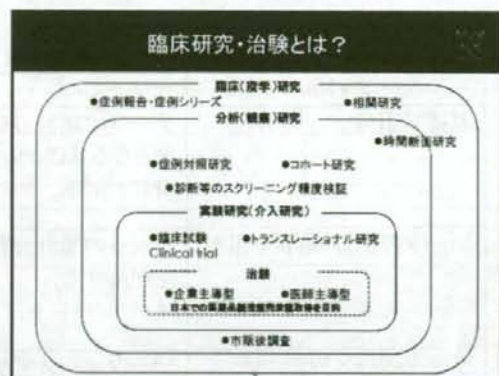 臨床研究・治験とは？
臨床(疫学)研究
●症例報告・症例シリーズ ●相関研究
分析(観察)研究
●時間断面研究
●症例対照研究 ●コホート研究
●診断等のスクリーニング精度検証
実験研究(介入研究)
●臨床試験 ●トランスレーショナル研究
Clinical trial
治験
●企業主導型 ●医師主導型
日本での医薬品製造販売承認取得を目的
●市販後調査